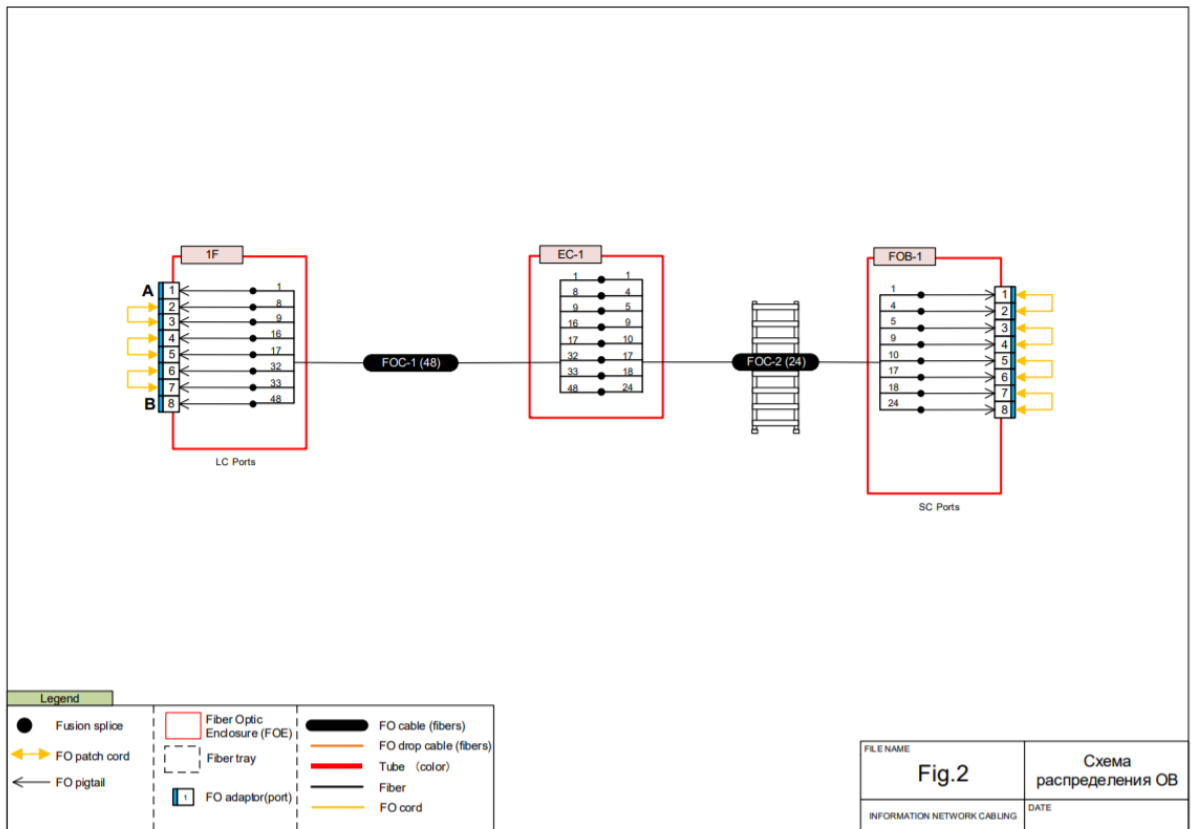 1F
A
1
2
3
4
5
6
7
B
8
1
8
9
16
17
32
33
48
LC Ports
FOC-1 (48)
EC-1
1 1
8 4
9 5
16 9
17 10
32 17
33 18
48 24
FOC-2 (24)
FOB-1
1
4
5
9
10
17
18
24
1
2
3
4
5
6
7
8
SC Ports
Legend
Fusion splice
FO patch cord
FO pigtail
Fiber Optic
Enclosure (FOE)
Fiber tray
1
FO adaptor(port)
FO cable (fibers)
FO drop cable (fibers)
Tube (color)
Fiber
FO cord
FILE NAME
Fig.2
INFORMATION NETWORK CABLING
Схема
распределения ОВ
DATE